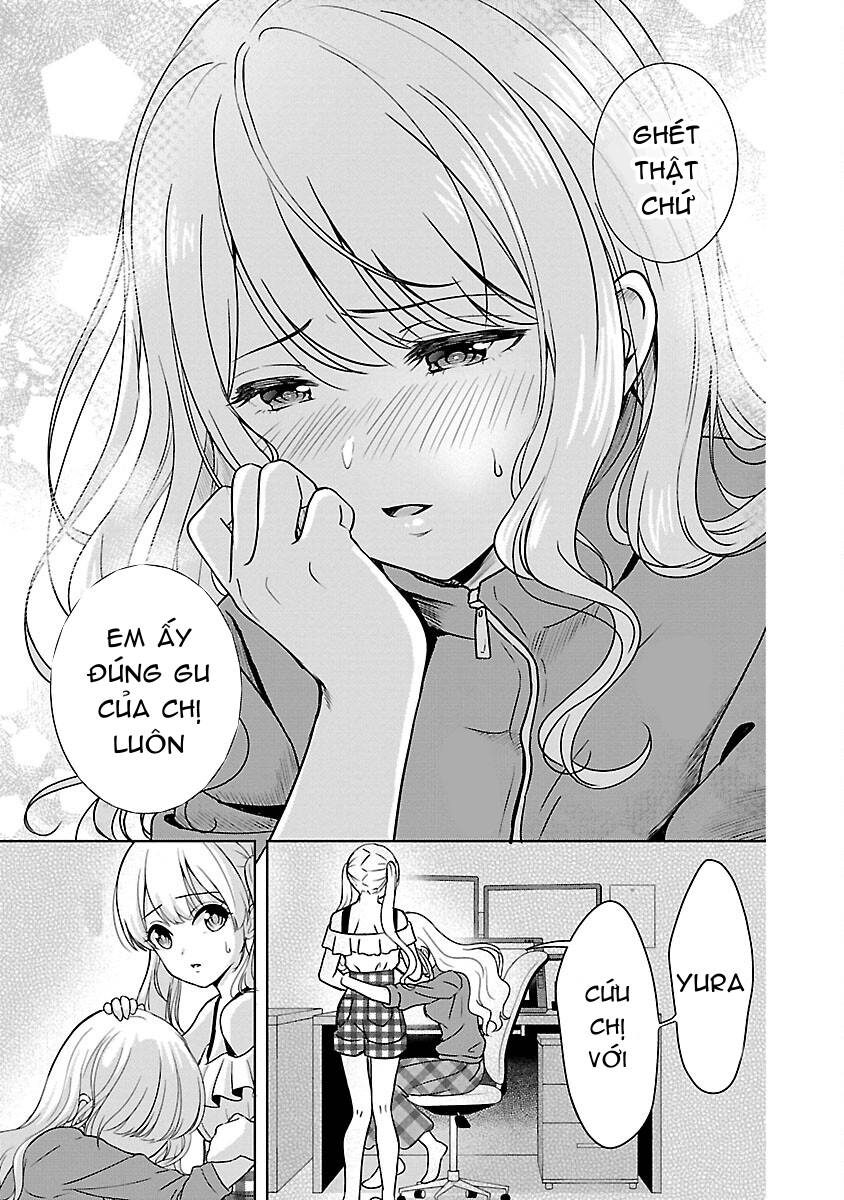 GHÉT
THẬT
CHỨ
EM ẤY
ĐÚNG GU
CỦA CHỊ
LUÔN
YURA
CỨU
CHỊ
VỚI